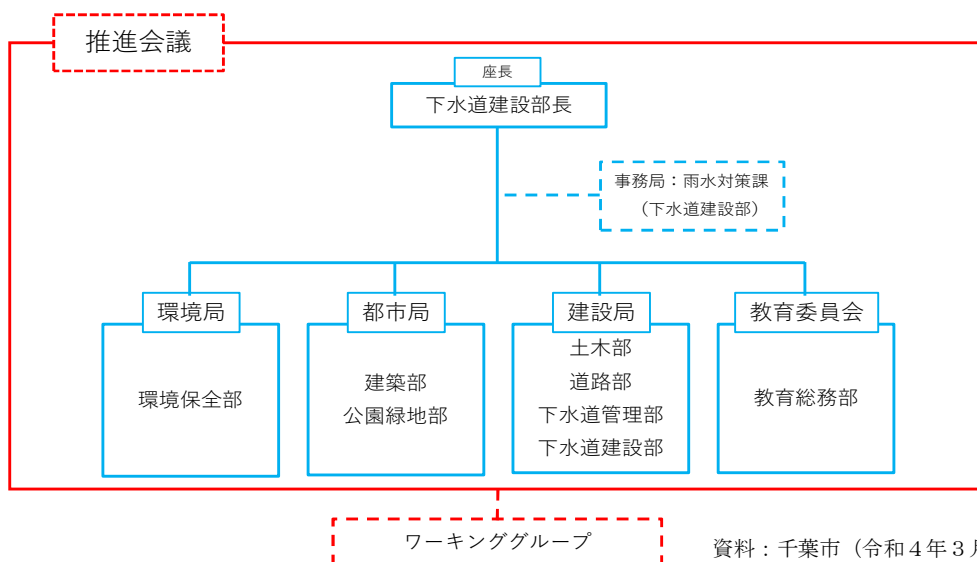 推進会議
座長
下水道建設部長
事務局：雨水対策課
（下水道建設部）
環境局
環境保全部
都市局
建築部
公園緑地部
建設局
土木部
道路部
下水道管理部
下水道建設部
教育委員会
教育総務部
ワーキンググループ
資料：千葉市（令和４年３月